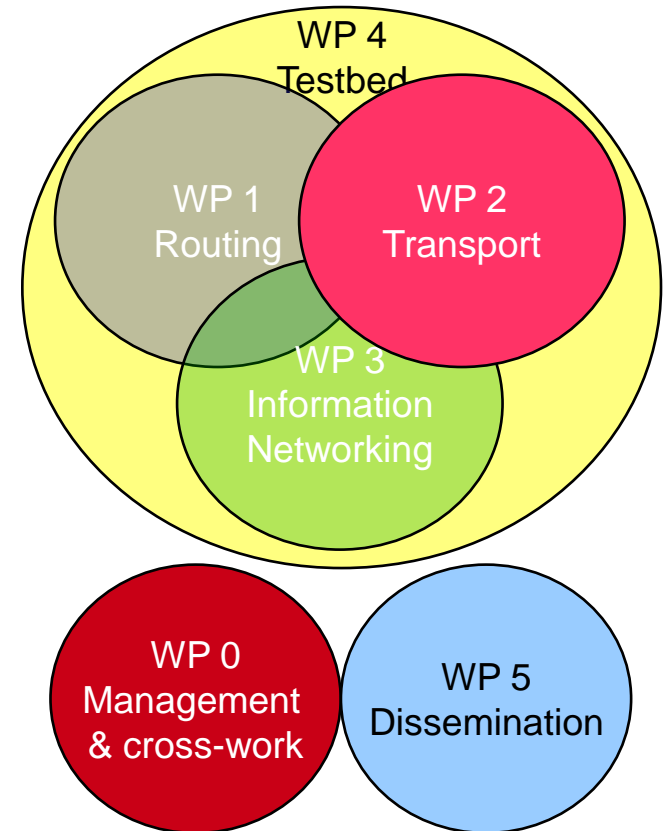 WP 4
Testbed
WP 1
Routing
WP 2
Transport
WP 3
Information
Networking
WP 0
Management
& cross-work
WP 5
Dissemination